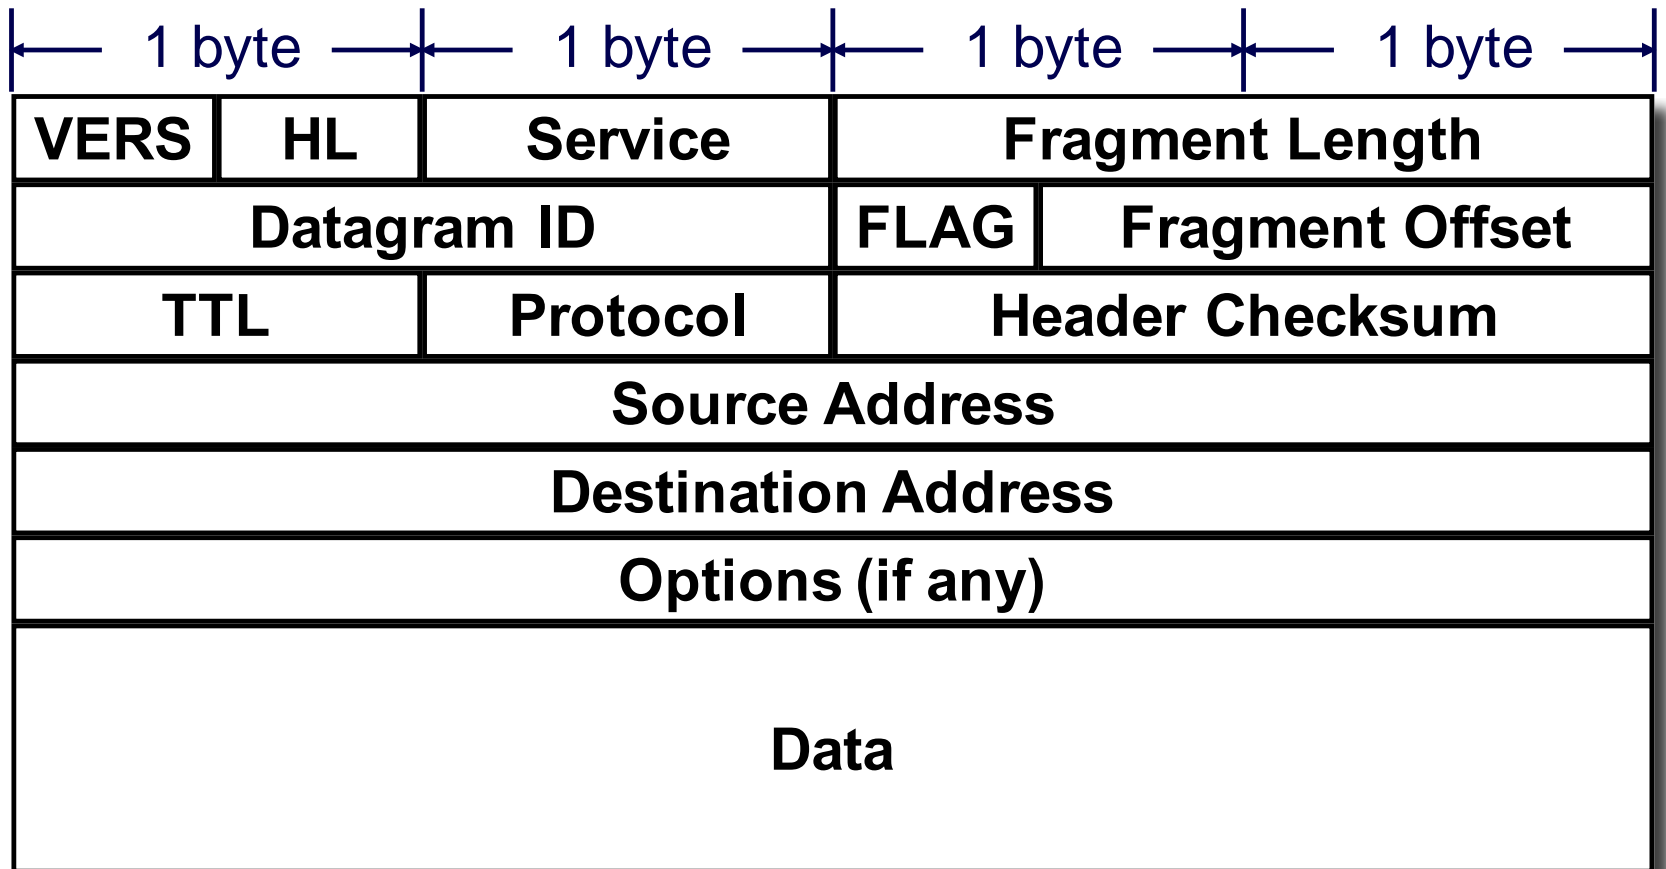 1 byte 1 byte 1 byte 1 byte
VERS HL Service Fragment Length
Datagram ID FLAG Fragment Offset
TTL Protocol Header Checksum
Source Address
Destination Address
Options (if any)
Data